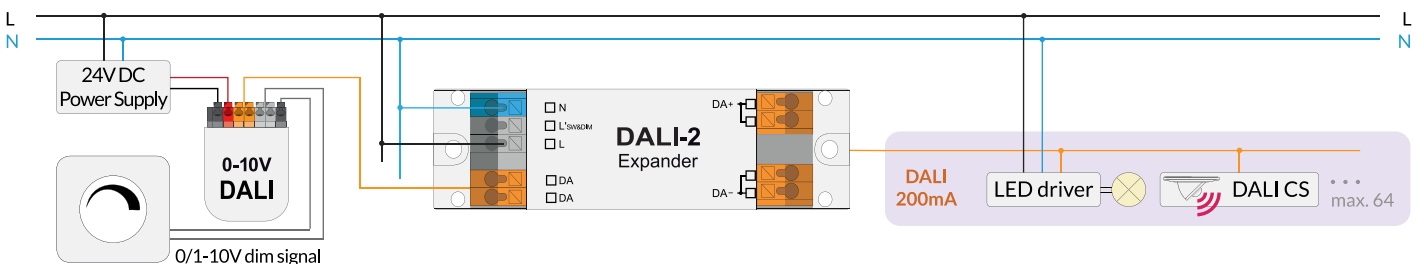 L
L
N
N
24V DC
Power Supply
0-10V
DALI
0/1-10V dim signal
N
L'SW&DIM
L
DA
DA
DALI-2
Expander
DA+
DA−
DALI
200mA
LED driver
DALI CS
...
max. 64